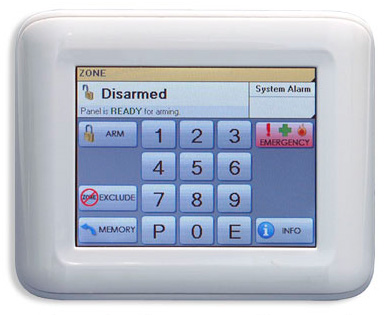 ZONE
Disarmed
System Alarm
Panel is READY for arming
ARM 1 2 3 EMERGENCY
4 5 6
ZONE EXCLUDE 7 8 9
MEMORY P 0 E INFO